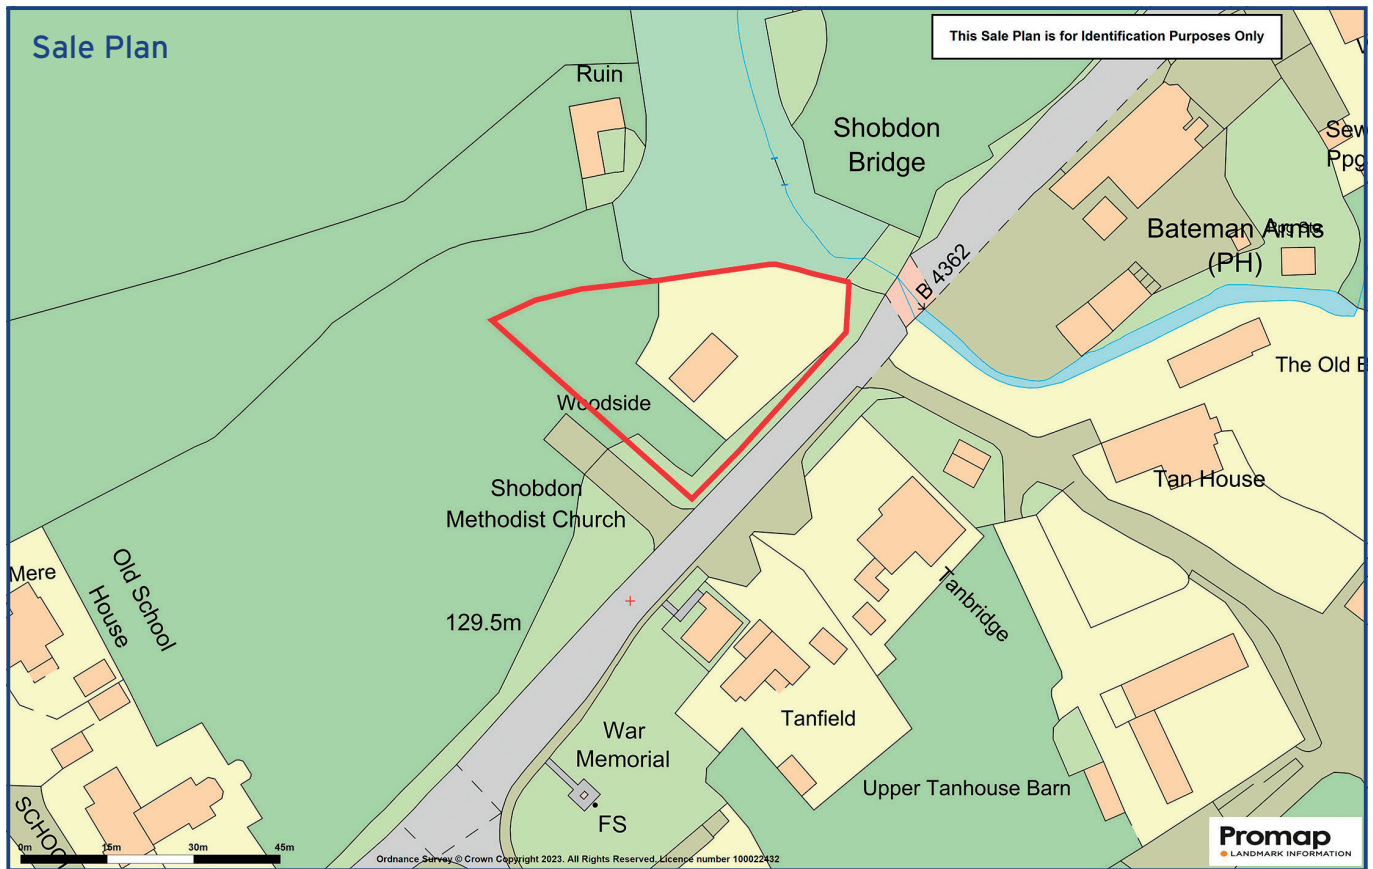 Sale Plan
This Sale Plan is for Identification Purposes Only
Ruin
Shobdon
Bridge
Sew
Ppg
Bateman Arms
(PH)
Ppg Sta
B 4362
The Old B
Woodside
Tan House
Shobdon
Methodist Church
Mere
Old School
House
129.5m
Tanbridge
Tanfield
War
Memorial
Upper Tanhouse Barn
FS
SCHOOL
0m 15m 30m 45m
Ordnance Survey © Crown Copyright 2023. All Rights Reserved. Licence number 100022432
Promap
LANDMARK INFORMATION